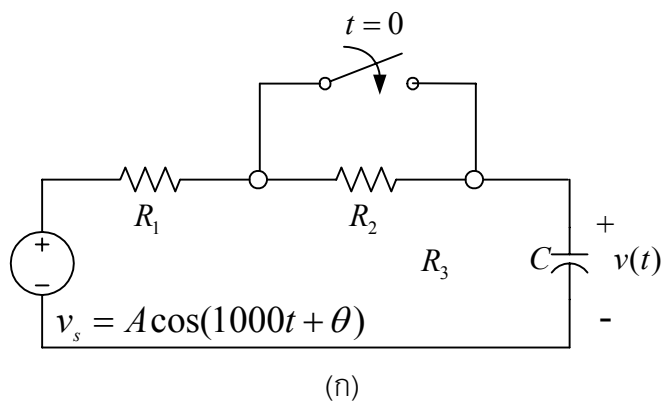 t = 0
R₁
R₂
R₃
C
+
v(t)
-
+
−
vₛ = A cos(1000t + θ)
(ก)